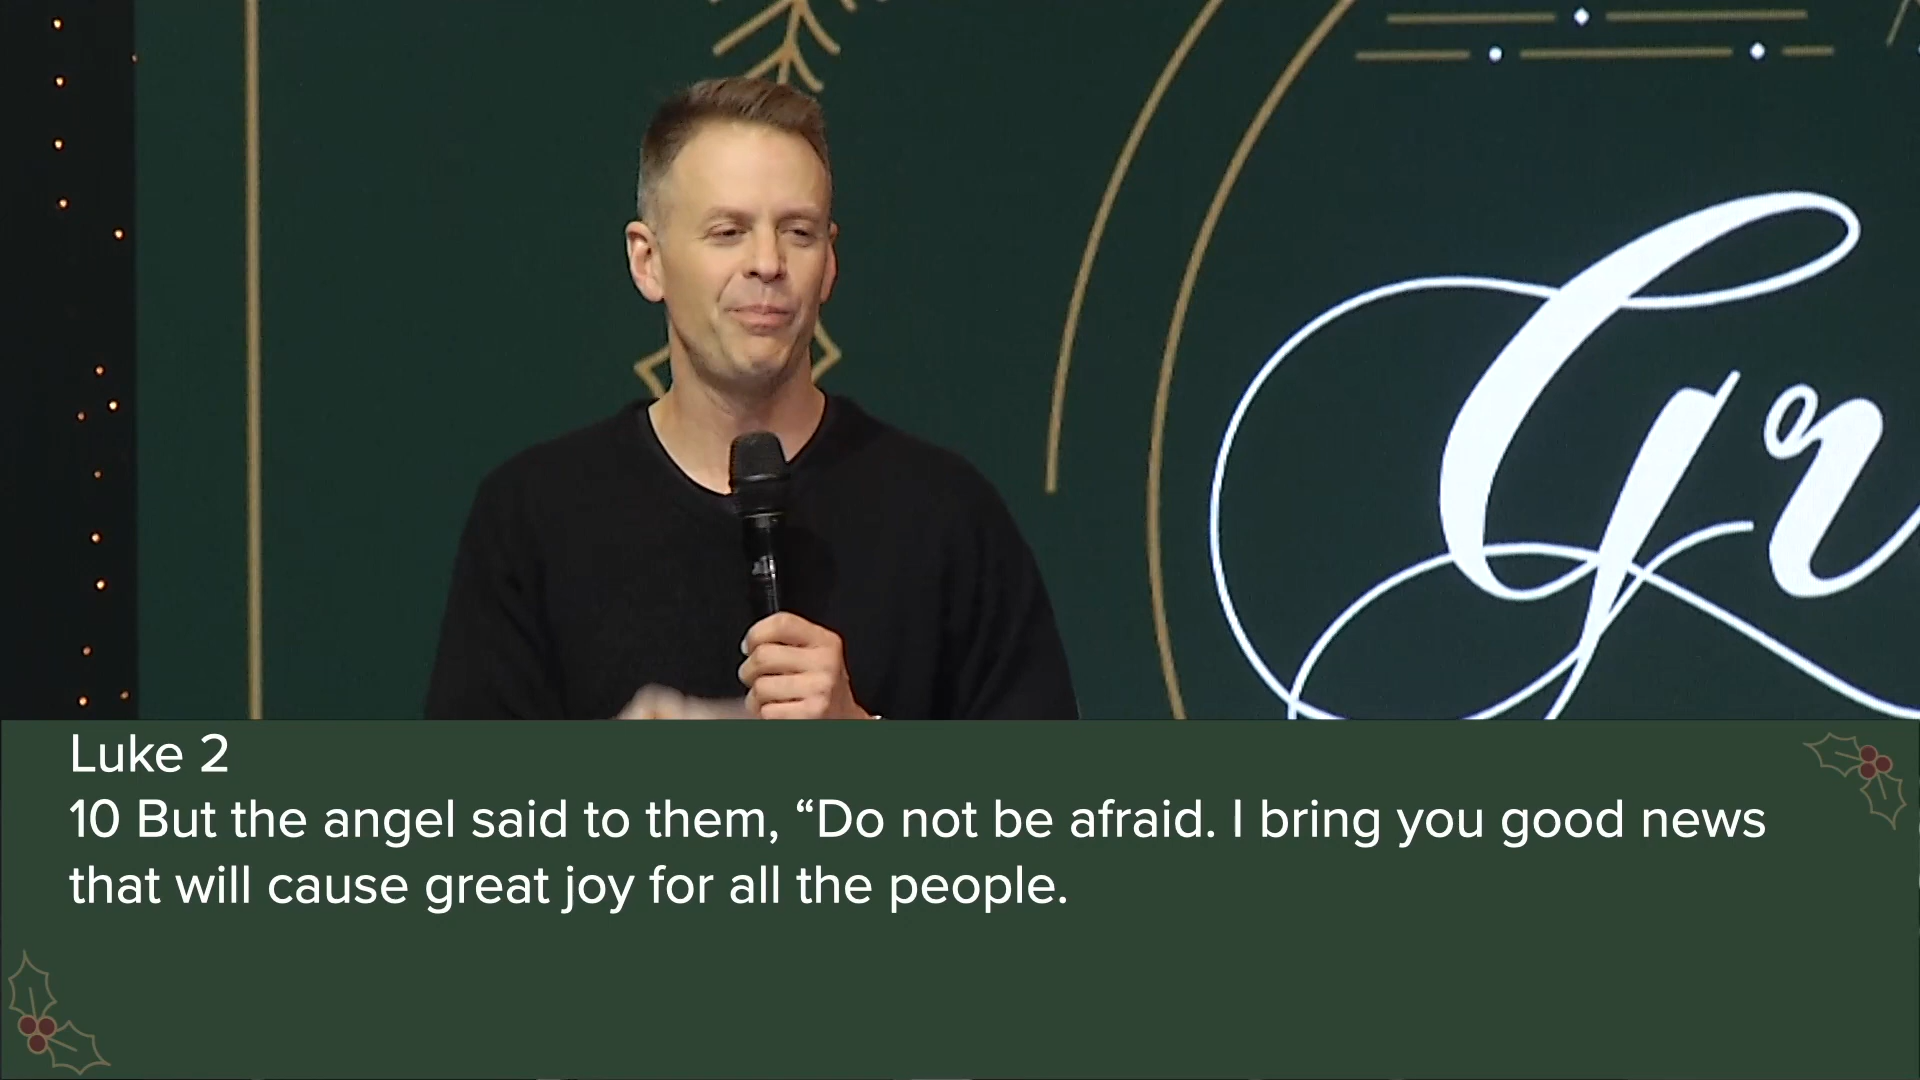 Gr
Luke 2
10 But the angel said to them, “Do not be afraid. I bring you good news
that will cause great joy for all the people.